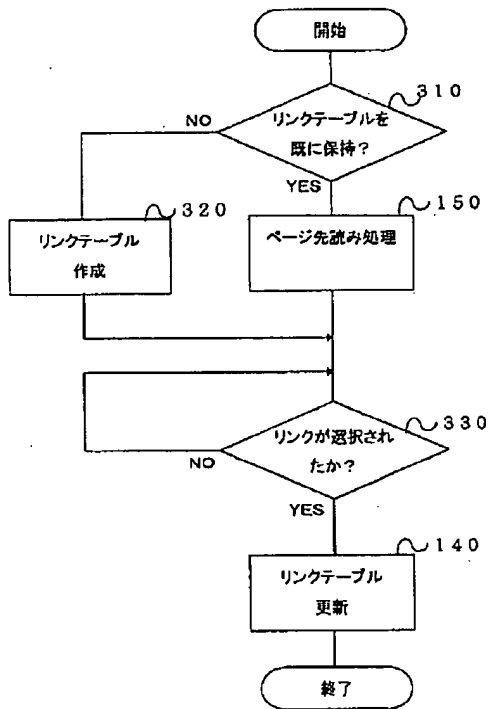 開始
310
リンクテーブルを
既に保持？
NO
YES
320
150
リンクテーブル
作成
ページ先読み処理
330
リンクが選択され
たか？
NO
YES
140
リンクテーブル
更新
終了